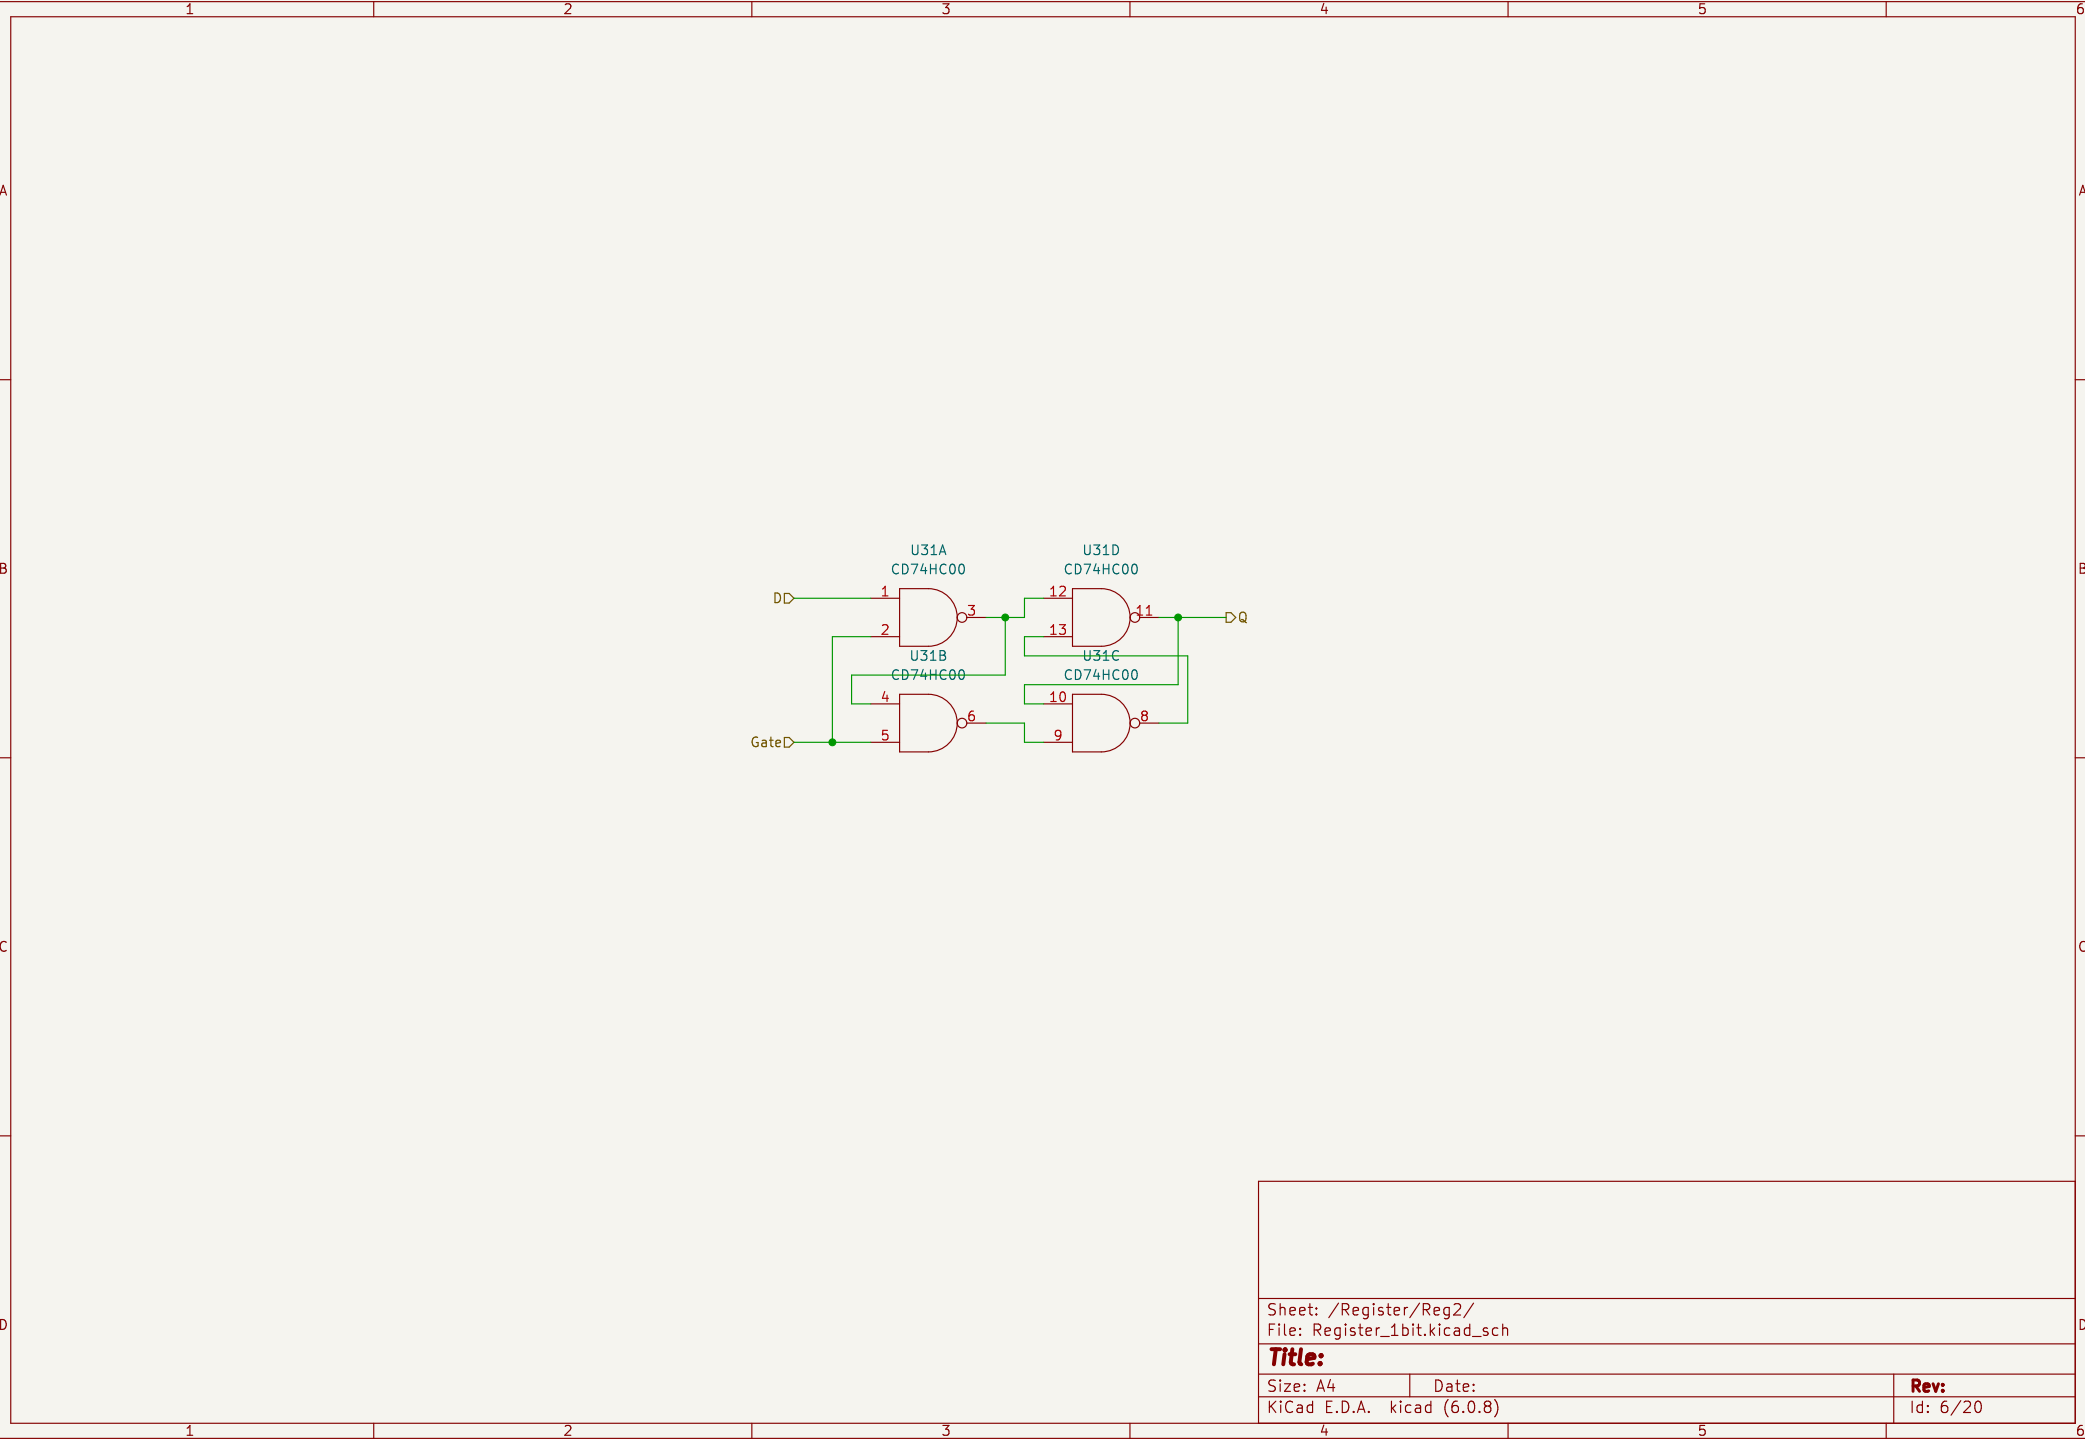 1 2 3 4 5 6
A A
U31A U31D
CD74HC00 CD74HC00
B B
D 1 3 12 11 Q
2 13
U31B U31C
CD74HC00 CD74HC00
4 6 10 8
Gate 5 9
C C
Sheet: /Register/Reg2/
File: Register_1bit.kicad_sch
D D
Title:
Size: A4 Date: Rev:
KiCad E.D.A. kicad (6.0.8) Id: 6/20
1 2 3 4 5 6